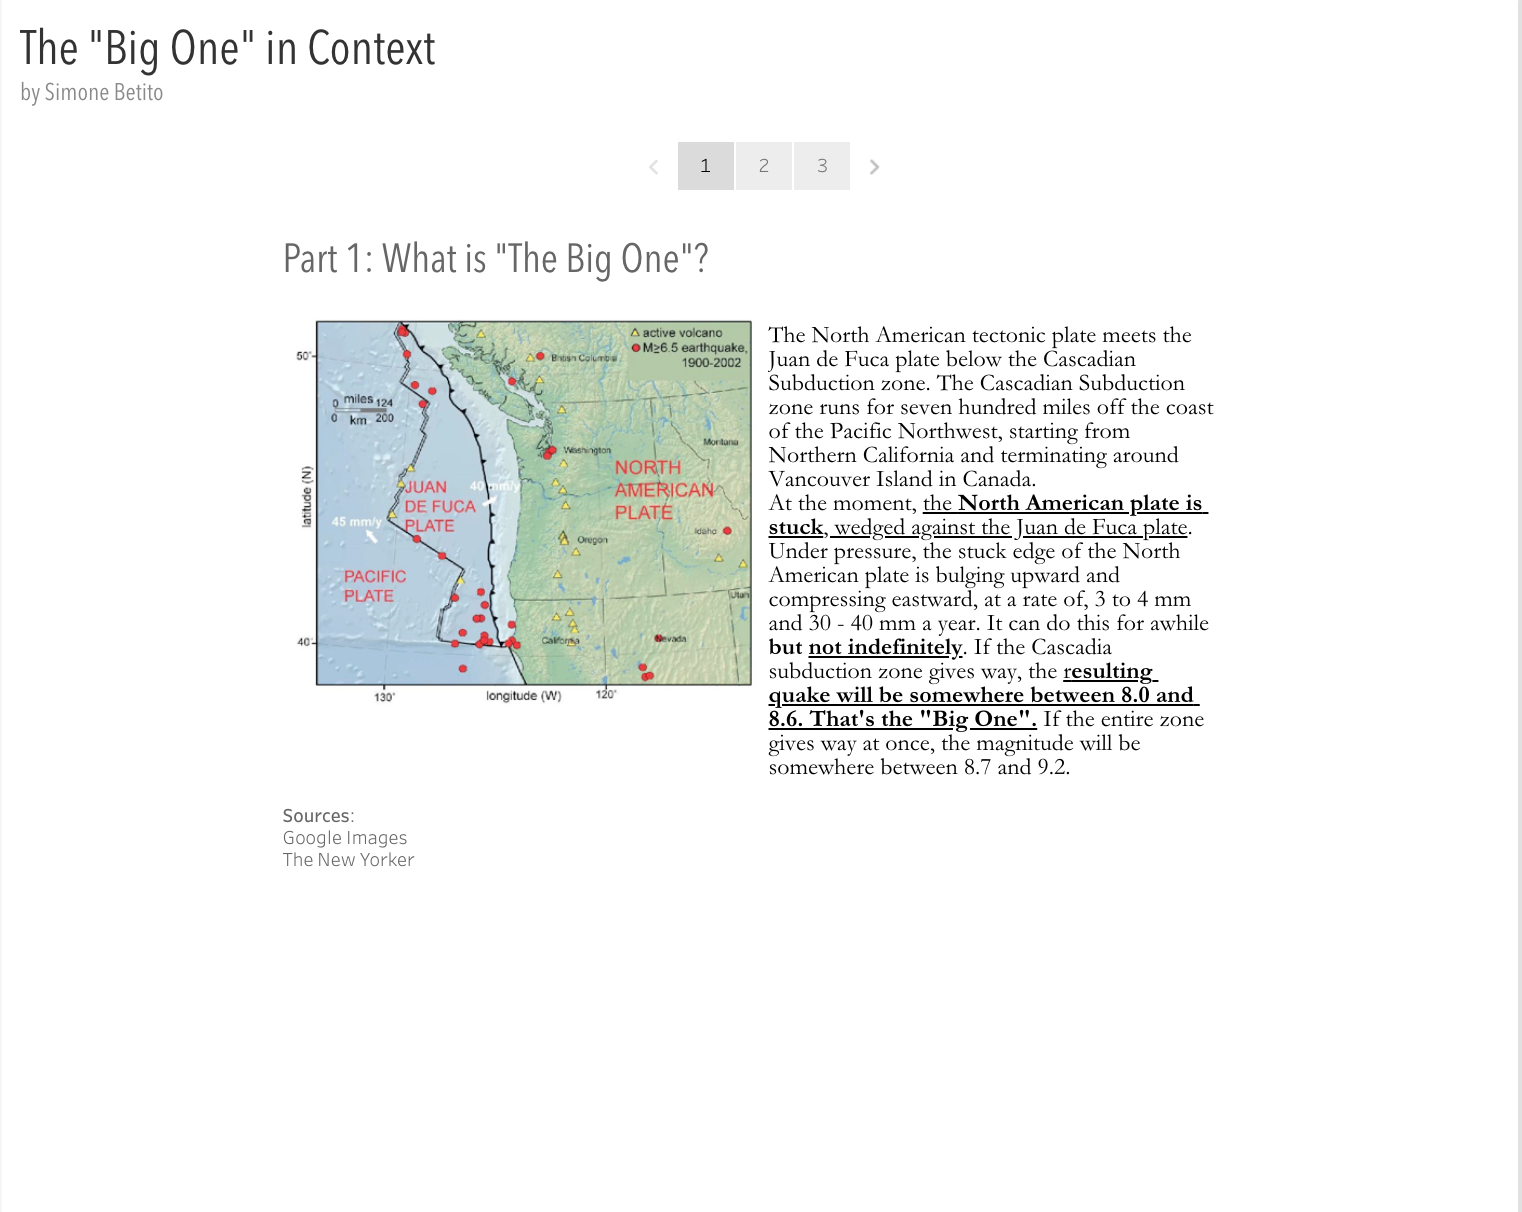 The "Big One" in Context
by Simone Betito
1
2
3
Part 1: What is "The Big One"?
active volcano
M≥6.5 earthquake,
1900-2002
50°
British Columbia
0 miles 124
0 km 200
Montana
Washington
NORTH
AMERICAN
PLATE
JUAN
DE FUCA
PLATE
40 mm/y
45 mm/y
latitude (N)
Idaho
Oregon
PACIFIC
PLATE
Utah
California
Nevada
40°
130°
longitude (W)
120°
The North American tectonic plate meets the
Juan de Fuca plate below the Cascadian
Subduction zone. The Cascadian Subduction
zone runs for seven hundred miles off the coast
of the Pacific Northwest, starting from
Northern California and terminating around
Vancouver Island in Canada.
At the moment, the North American plate is
stuck, wedged against the Juan de Fuca plate.
Under pressure, the stuck edge of the North
American plate is bulging upward and
compressing eastward, at a rate of, 3 to 4 mm
and 30 - 40 mm a year. It can do this for awhile
but not indefinitely. If the Cascadia
subduction zone gives way, the resulting
quake will be somewhere between 8.0 and
8.6. That's the "Big One". If the entire zone
gives way at once, the magnitude will be
somewhere between 8.7 and 9.2.
Sources:
Google Images
The New Yorker